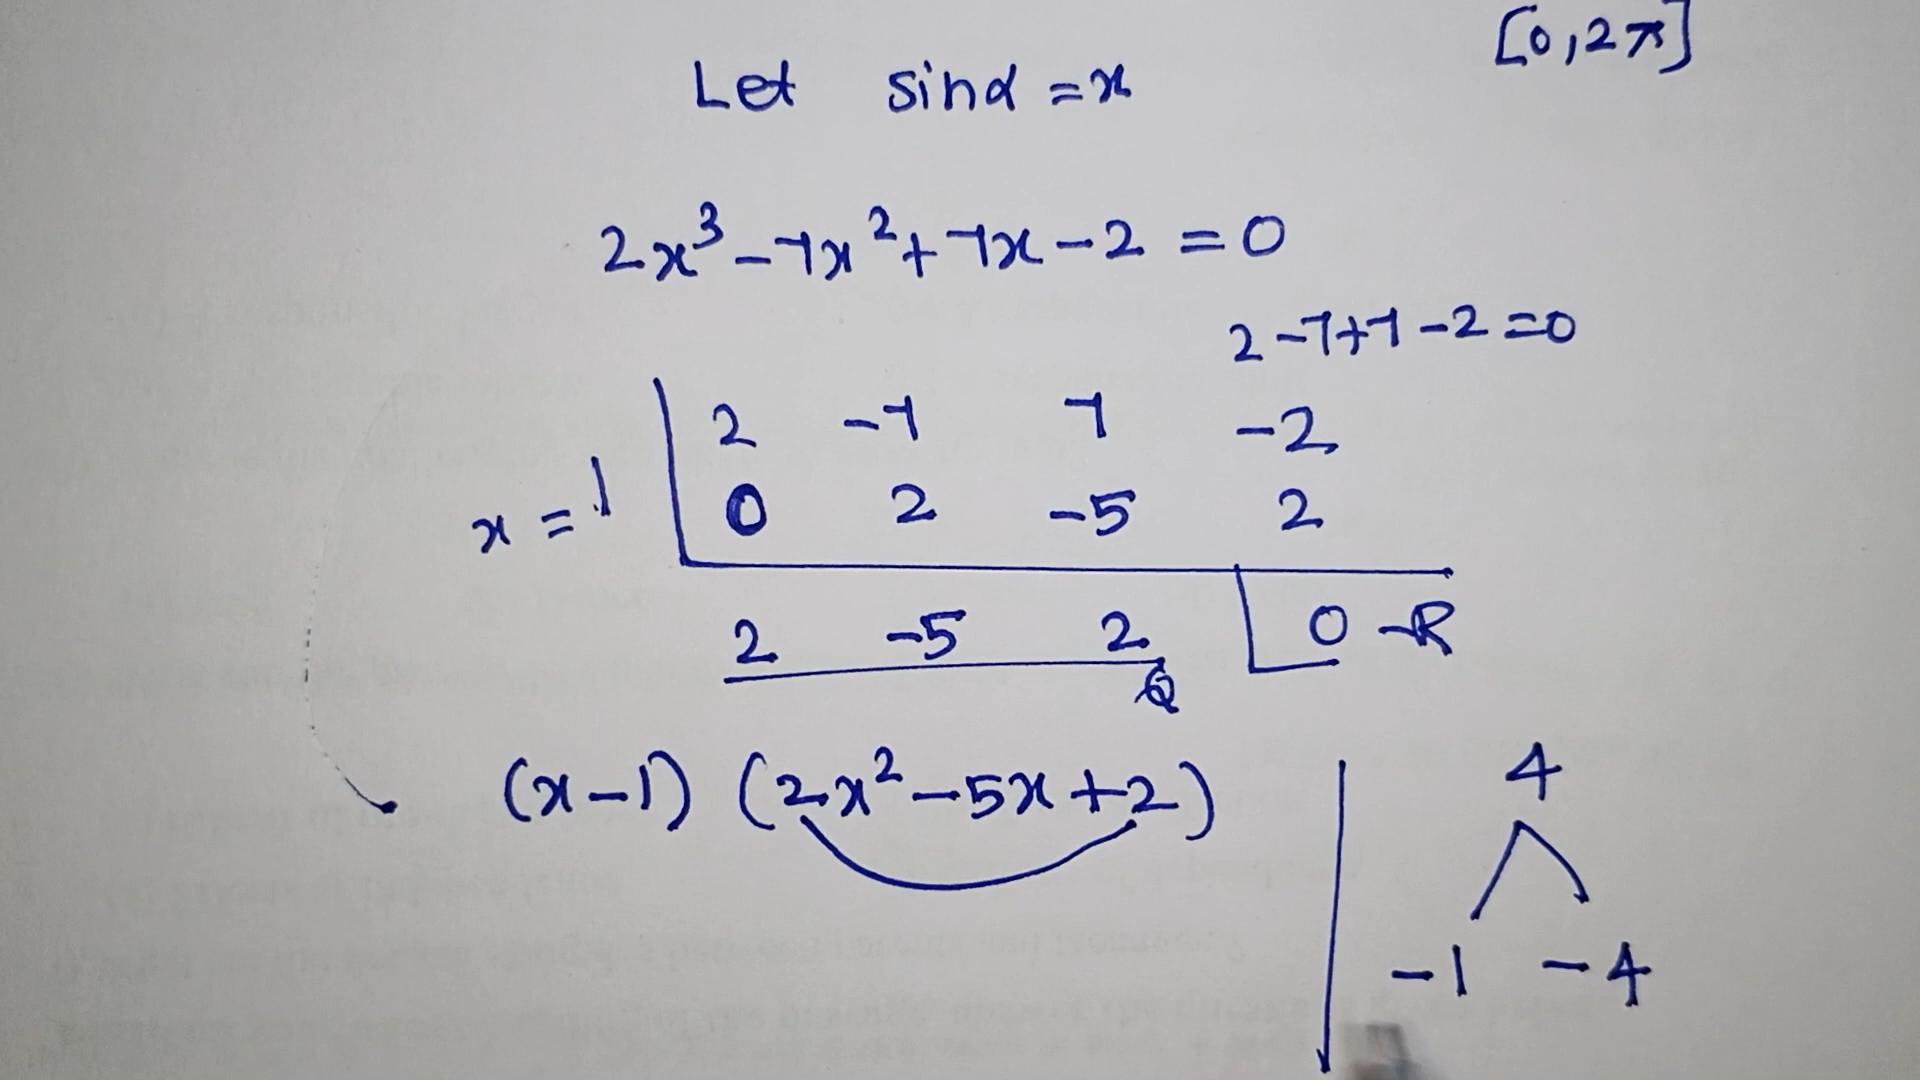 [0,2π]
Let sinα = x
2x³ - 7x² + 7x - 2 = 0
2 - 7 + 7 - 2 = 0
2 -7 7 -2
x = 1 0 2 -5 2
2 -5 2 0 - R
Q
(x-1) (2x² - 5x + 2)
4
-1 -4